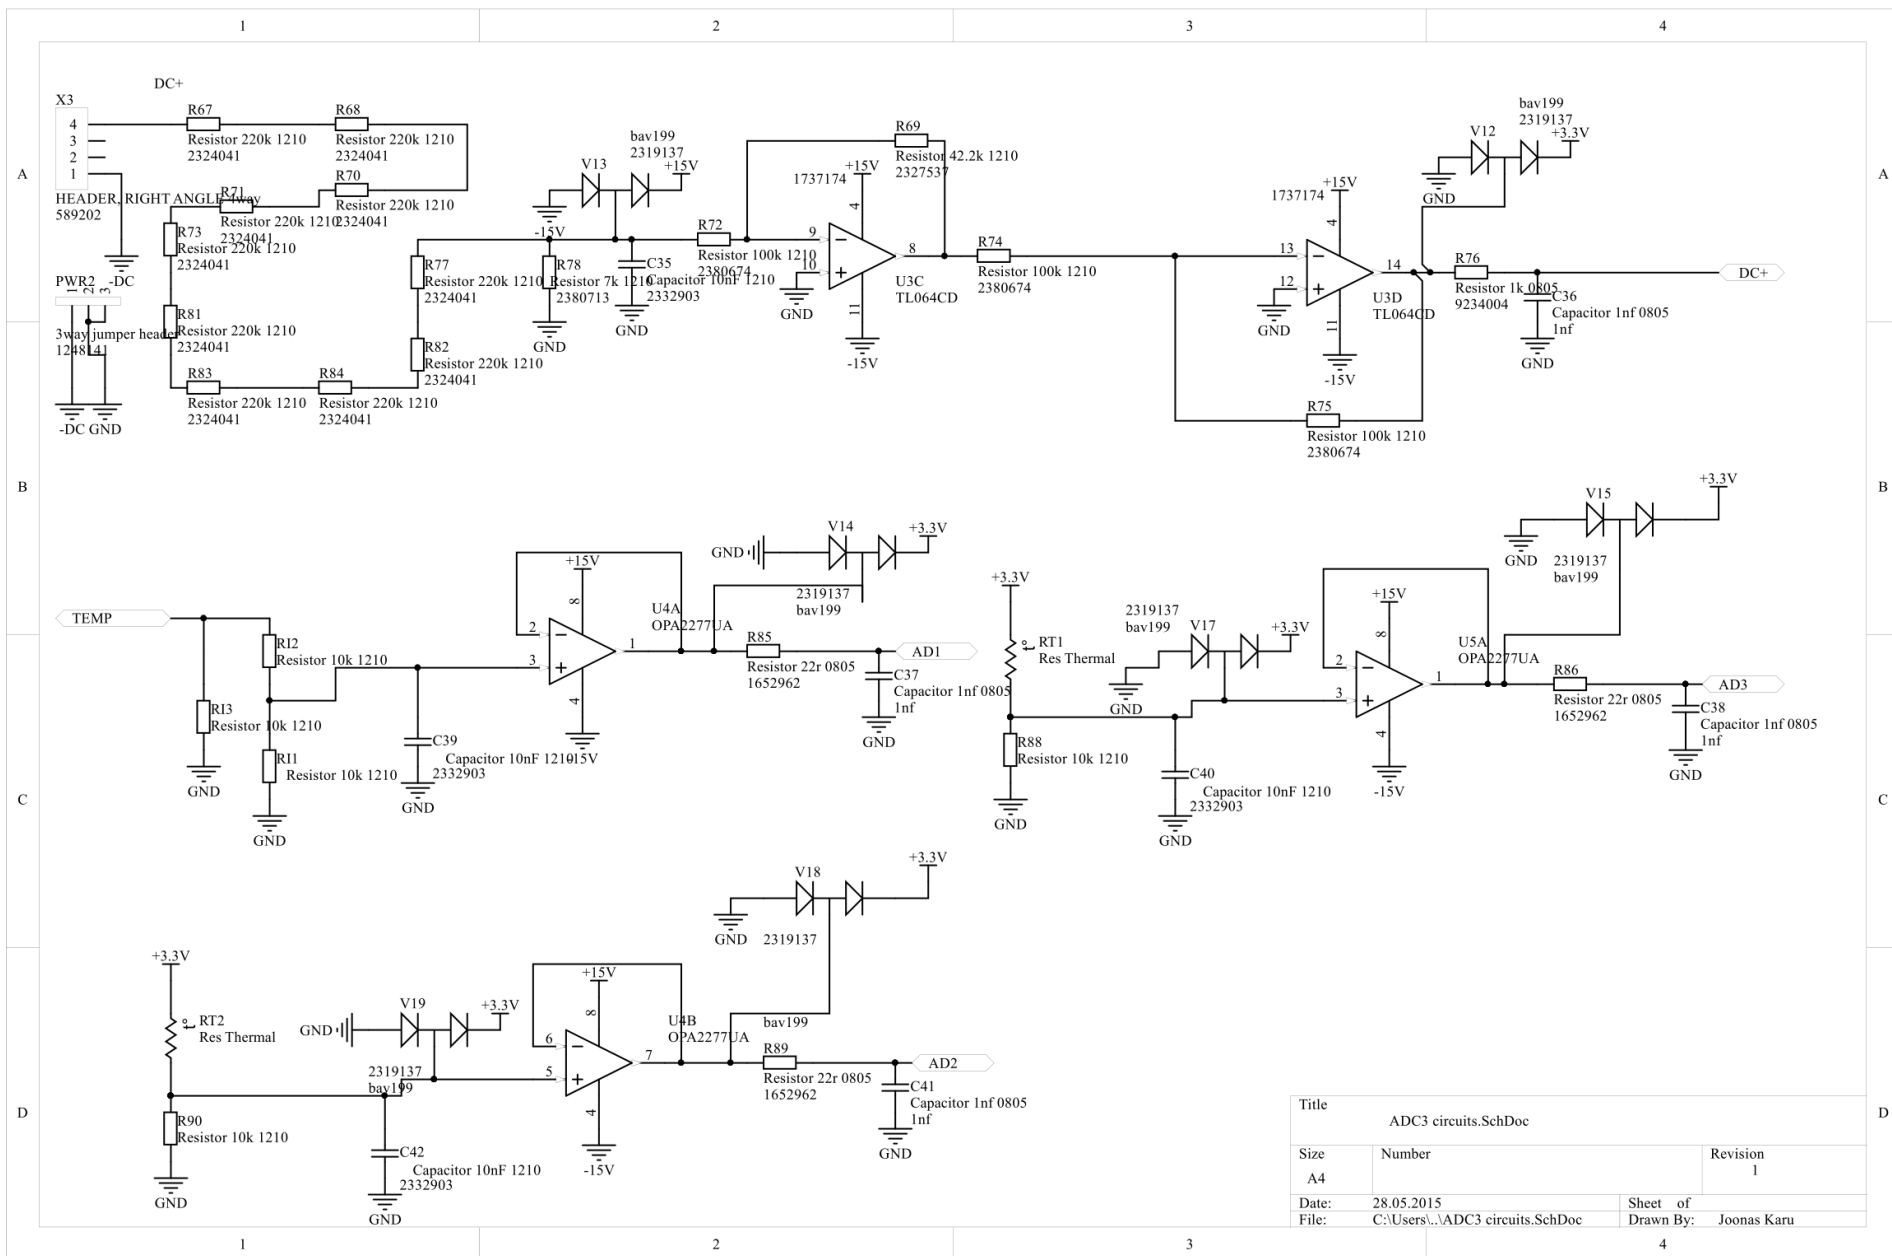 1 2 3 4
A
B
C
D
A
B
C
D
DC+
X3
4
3
2
1
HEADER, RIGHT ANGLE 4way
589202
-DC
R67
Resistor 220k 1210
2324041
R68
Resistor 220k 1210
2324041
R70
Resistor 220k 1210
2324041
R71
Resistor 220k 1210
2324041
R73
Resistor 220k 1210
2324041
PWR2
1
2
3
3way jumper header
1248141
-DC GND
R81
Resistor 220k 1210
2324041
R83
Resistor 220k 1210
2324041
R84
Resistor 220k 1210
2324041
R77
Resistor 220k 1210
2324041
R82
Resistor 220k 1210
2324041
bav199
2319137
V13
+15V
-15V
R78
Resistor 7k 1210
2380713
GND
C35
Capacitor 10nF 1210
2332903
GND
R72
Resistor 100k 1210
2380674
R69
Resistor 42.2k 1210
2327537
1737174
+15V
4
9
10
8
11
GND
U3C
TL064CD
-15V
R74
Resistor 100k 1210
2380674
1737174
+15V
4
13
12
14
11
GND
U3D
TL064CD
-15V
R75
Resistor 100k 1210
2380674
bav199
2319137
V12
+3.3V
GND
R76
Resistor 1k 0805
9234004
C36
Capacitor 1nf 0805
1nf
GND
DC+
TEMP
RI2
Resistor 10k 1210
RI3
Resistor 10k 1210
GND
RI1
Resistor 10k 1210
GND
C39
Capacitor 10nF 1210
2332903
GND
+15V
8
2
3
1
4
-15V
U4A
OPA2277UA
GND
V14
+3.3V
2319137
bav199
R85
Resistor 22r 0805
1652962
AD1
C37
Capacitor 1nf 0805
1nf
GND
+3.3V
t°
RT1
Res Thermal
R88
Resistor 10k 1210
GND
2319137
bav199
V17
+3.3V
GND
C40
Capacitor 10nF 1210
2332903
GND
+15V
8
2
3
1
4
-15V
U5A
OPA2277UA
V15
+3.3V
GND
2319137
bav199
R86
Resistor 22r 0805
1652962
AD3
C38
Capacitor 1nf 0805
1nf
GND
+3.3V
t°
RT2
Res Thermal
R90
Resistor 10k 1210
GND
GND
V19
+3.3V
2319137
bav199
C42
Capacitor 10nF 1210
2332903
GND
+15V
8
6
5
7
4
-15V
U4B
OPA2277UA
V18
+3.3V
GND
2319137
bav199
R89
Resistor 22r 0805
1652962
AD2
C41
Capacitor 1nf 0805
1nf
GND
Title
ADC3 circuits.SchDoc
Size Number Revision
A4 1
Date: 28.05.2015 Sheet of
File: C:\Users\..\ADC3 circuits.SchDoc Drawn By: Joonas Karu
1 2 3 4